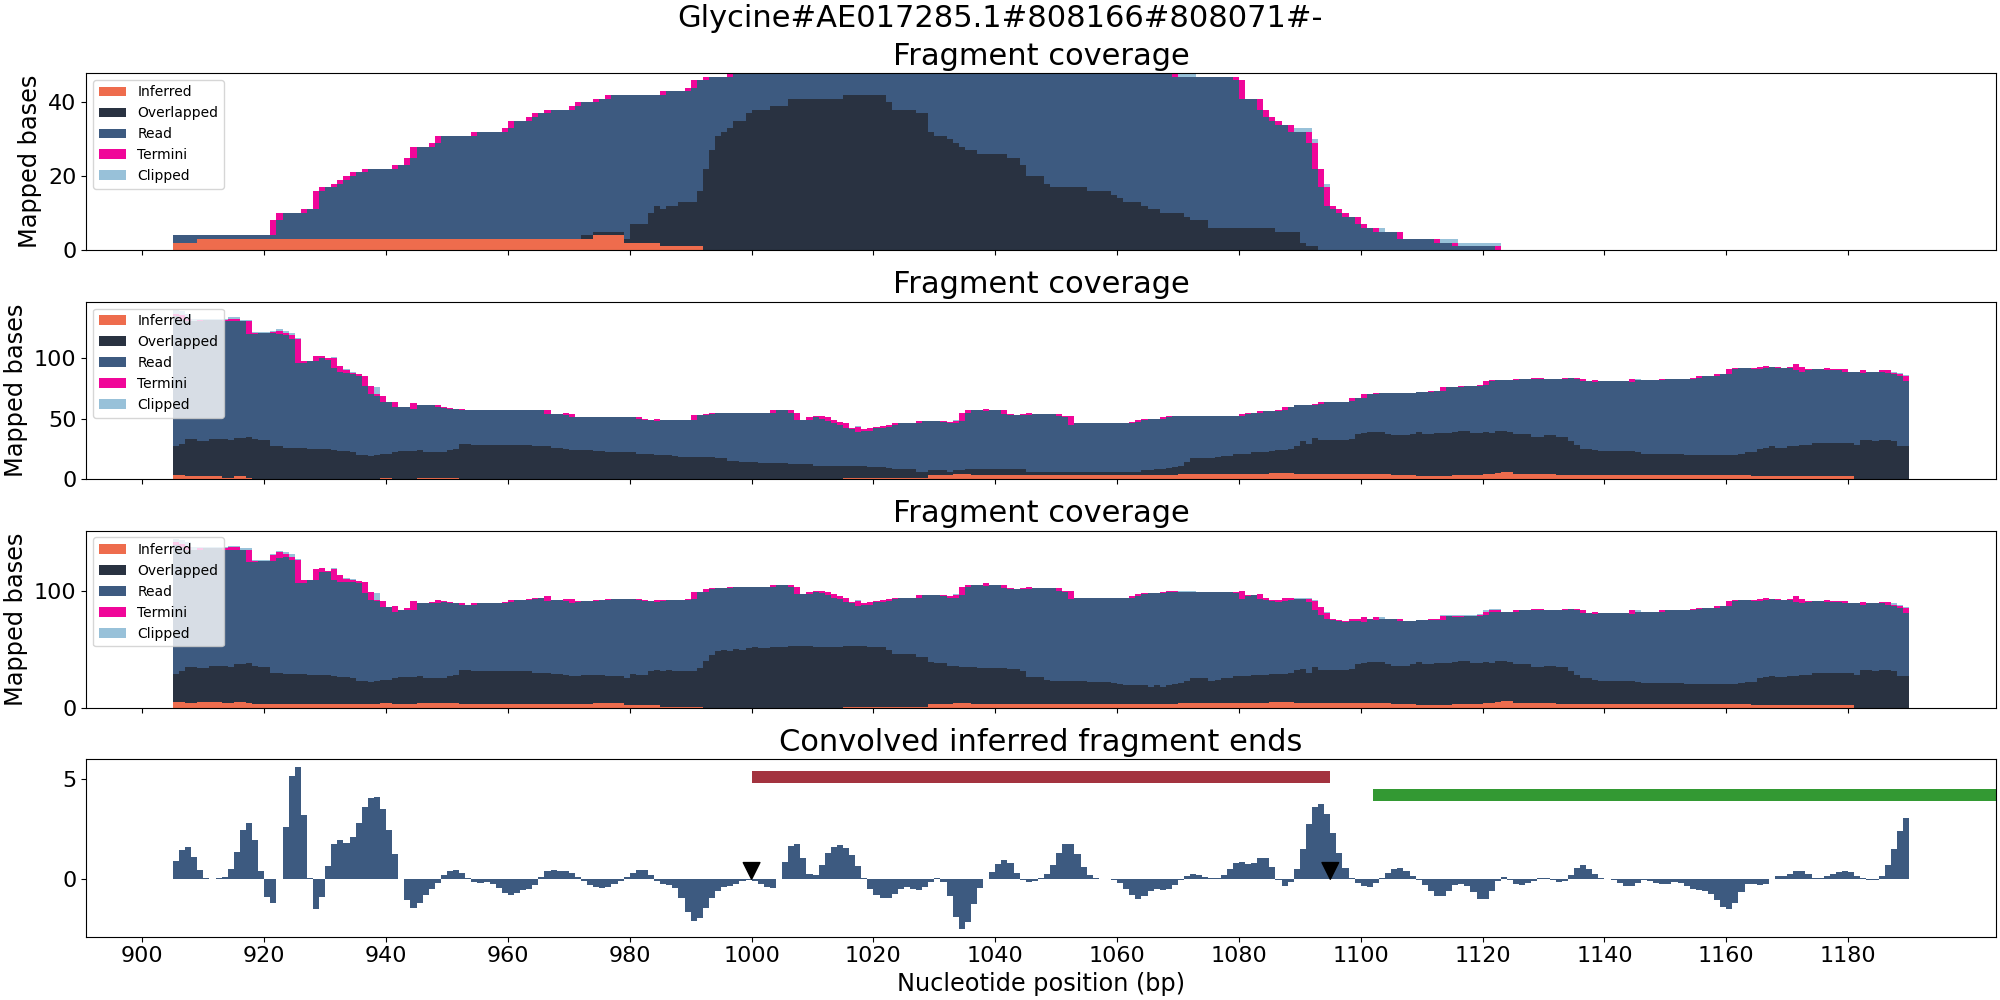 Glycine#AE017285.1#808166#808071#-
Fragment coverage
Mapped bases
40
20
0
Inferred
Overlapped
Read
Termini
Clipped
Fragment coverage
Mapped bases
100
50
0
Inferred
Overlapped
Read
Termini
Clipped
Fragment coverage
Mapped bases
100
0
Inferred
Overlapped
Read
Termini
Clipped
Convolved inferred fragment ends
5
0
900 920 940 960 980 1000 1020 1040 1060 1080 1100 1120 1140 1160 1180
Nucleotide position (bp)